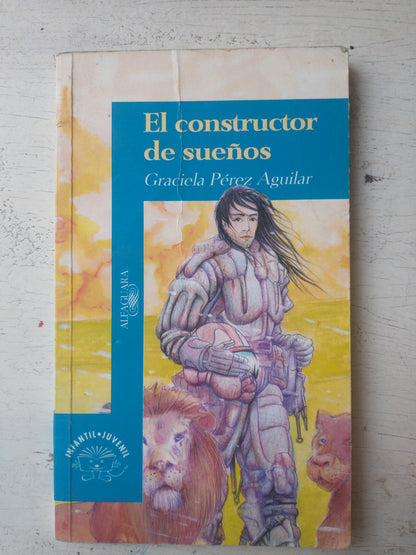 El constructor
de sueños
Graciela Pérez Aguilar
ALFAGUARA
INFANTIL • JUVENIL